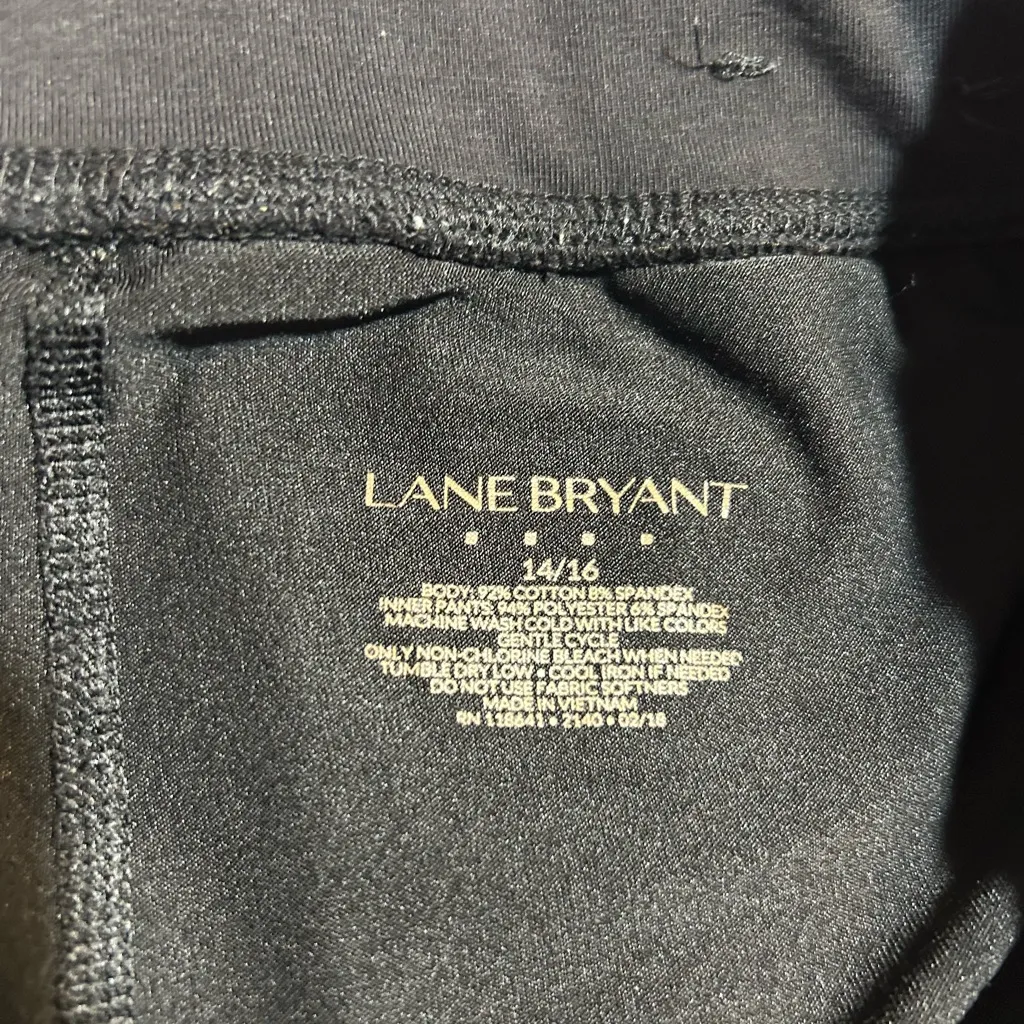 LANE BRYANT
14/16
BODY: 92% COTTON 8% SPANDEX
INNER PANTS: 94% POLYESTER 6% SPANDEX
MACHINE WASH COLD WITH LIKE COLORS
GENTLE CYCLE
ONLY NON-CHLORINE BLEACH WHEN NEEDED
TUMBLE DRY LOW • COOL IRON IF NEEDED
DO NOT USE FABRIC SOFTNERS
MADE IN VIETNAM
RN 118641 • 2140 • 02/18